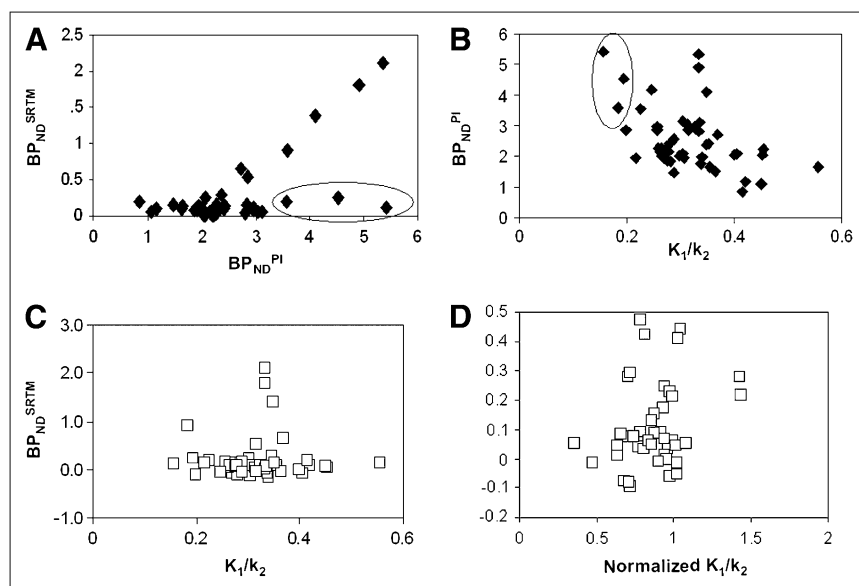 A
2.5
2
.5
1
0.5
0
BP_ND^SRTM
0 1 2 3 4 5 6
BP_ND^PI
B
6
5
4
3
2
1
0
BP_ND^PI
0 0.2 0.4 0.6
K₁/k₂
C
3.0
2.0
1.0
0.0
-1.0
BP_ND^SRTM
0 0.2 0.4 0.6
K₁/k₂
D
0.5
0.4
0.3
0.2
0.1
0
-0.1
-0.2
0 0.5 1 1.5 2
Normalized K₁/k₂